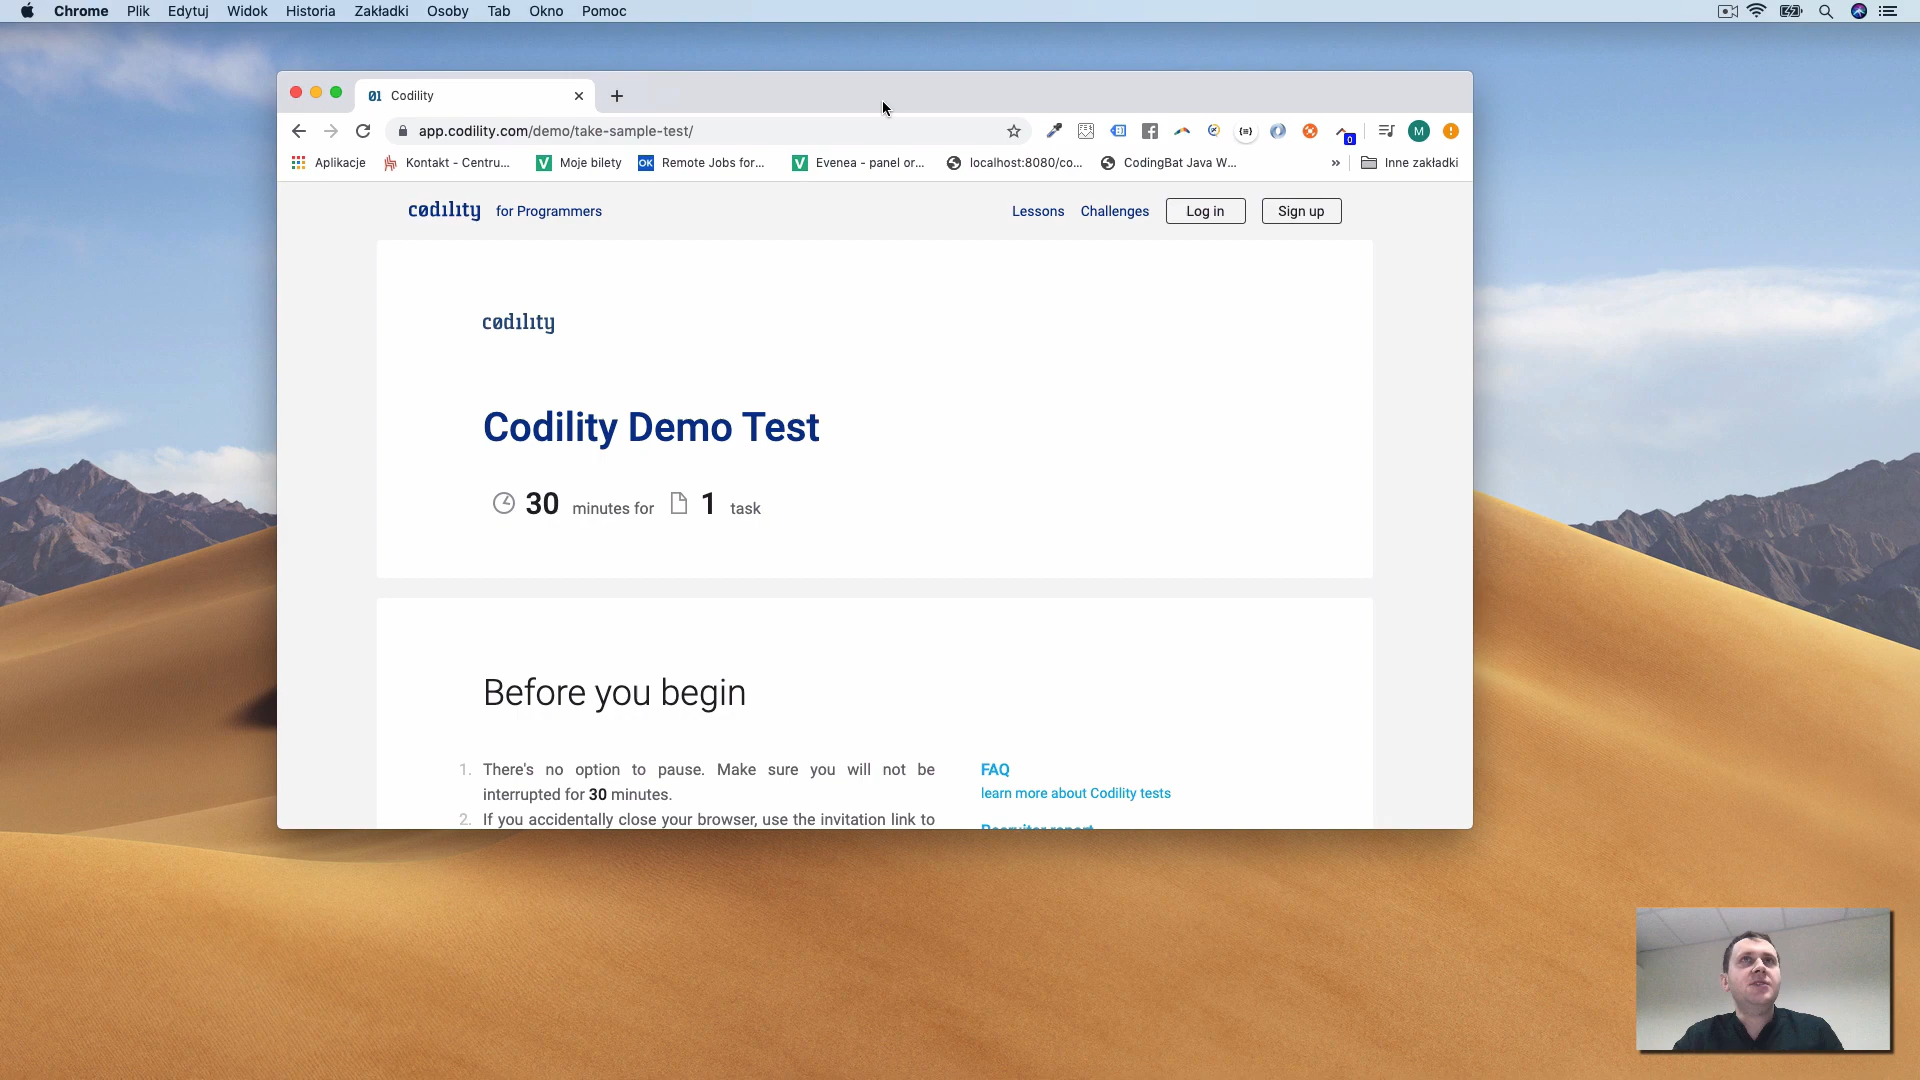 Chrome Plik Edytuj Widok Historia Zakładki Osoby Tab Okno Pomoc
Codility
app.codility.com/demo/take-sample-test/
M
0
Aplikacje Kontakt - Centru... Moje bilety OK Remote Jobs for... Evenea - panel or... localhost:8080/co... CodingBat Java W... » Inne zakładki
codility for Programmers Lessons Challenges Log in Sign up
codility
Codility Demo Test
30 minutes for 1 task
Before you begin
1. There's no option to pause. Make sure you will not be
interrupted for 30 minutes.
2. If you accidentally close your browser, use the invitation link to
FAQ
learn more about Codility tests
Recruiter report